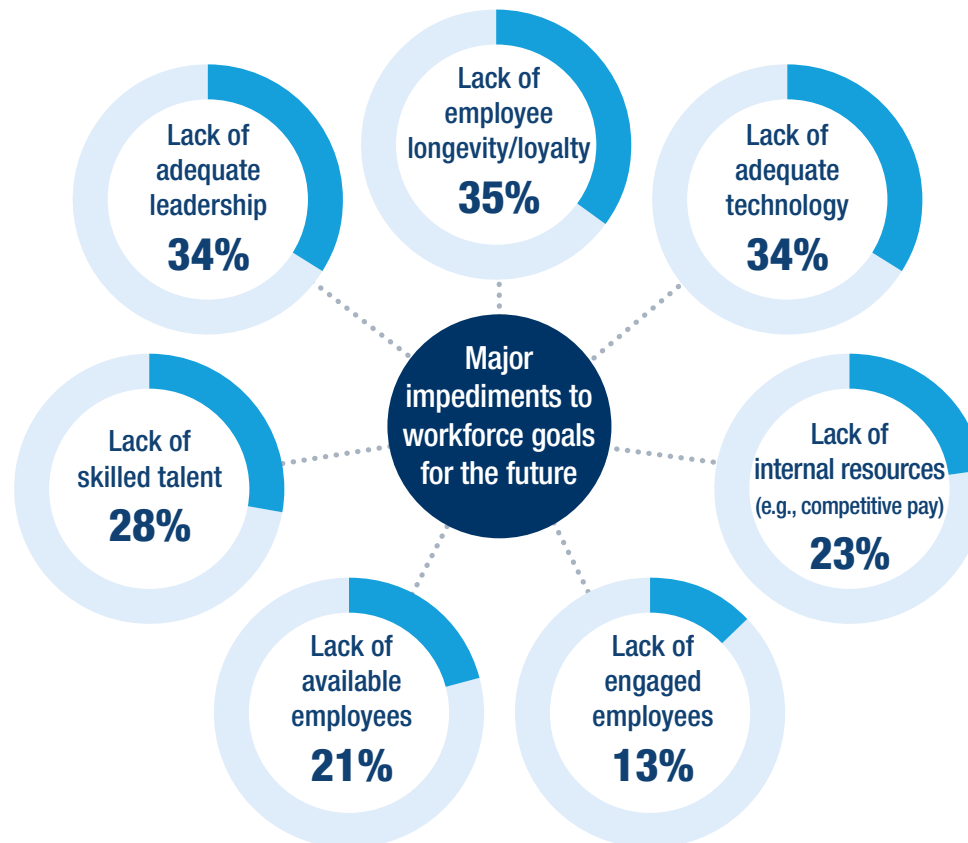 Lack of
employee
longevity/loyalty
35%
Lack of
adequate
leadership
34%
Lack of
adequate
technology
34%
Major
impediments to
workforce goals
for the future
Lack of
skilled talent
28%
Lack of
internal resources
(e.g., competitive pay)
23%
Lack of
available
employees
21%
Lack of
engaged
employees
13%